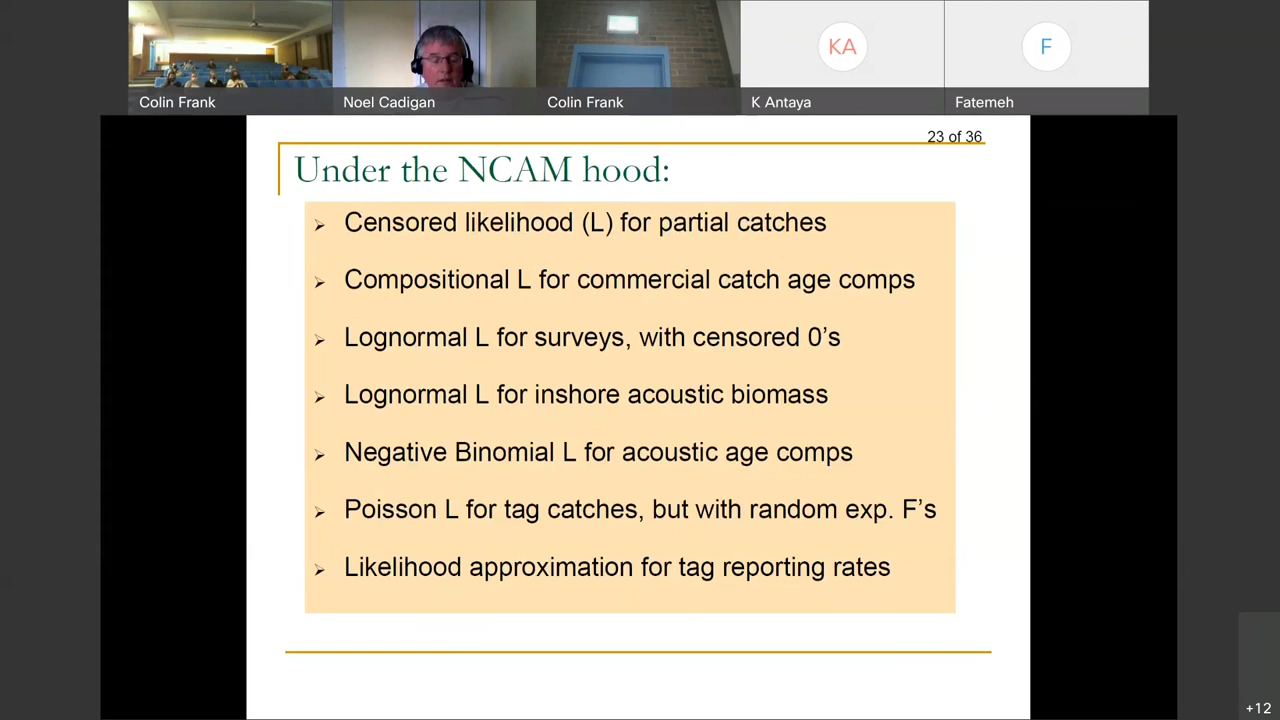 KA
F
Colin Frank
Noel Cadigan
Colin Frank
K Antaya
Fatemeh
23 of 36
Under the NCAM hood:
Censored likelihood (L) for partial catches
Compositional L for commercial catch age comps
Lognormal L for surveys, with censored 0's
Lognormal L for inshore acoustic biomass
Negative Binomial L for acoustic age comps
Poisson L for tag catches, but with random exp. F's
Likelihood approximation for tag reporting rates
+12